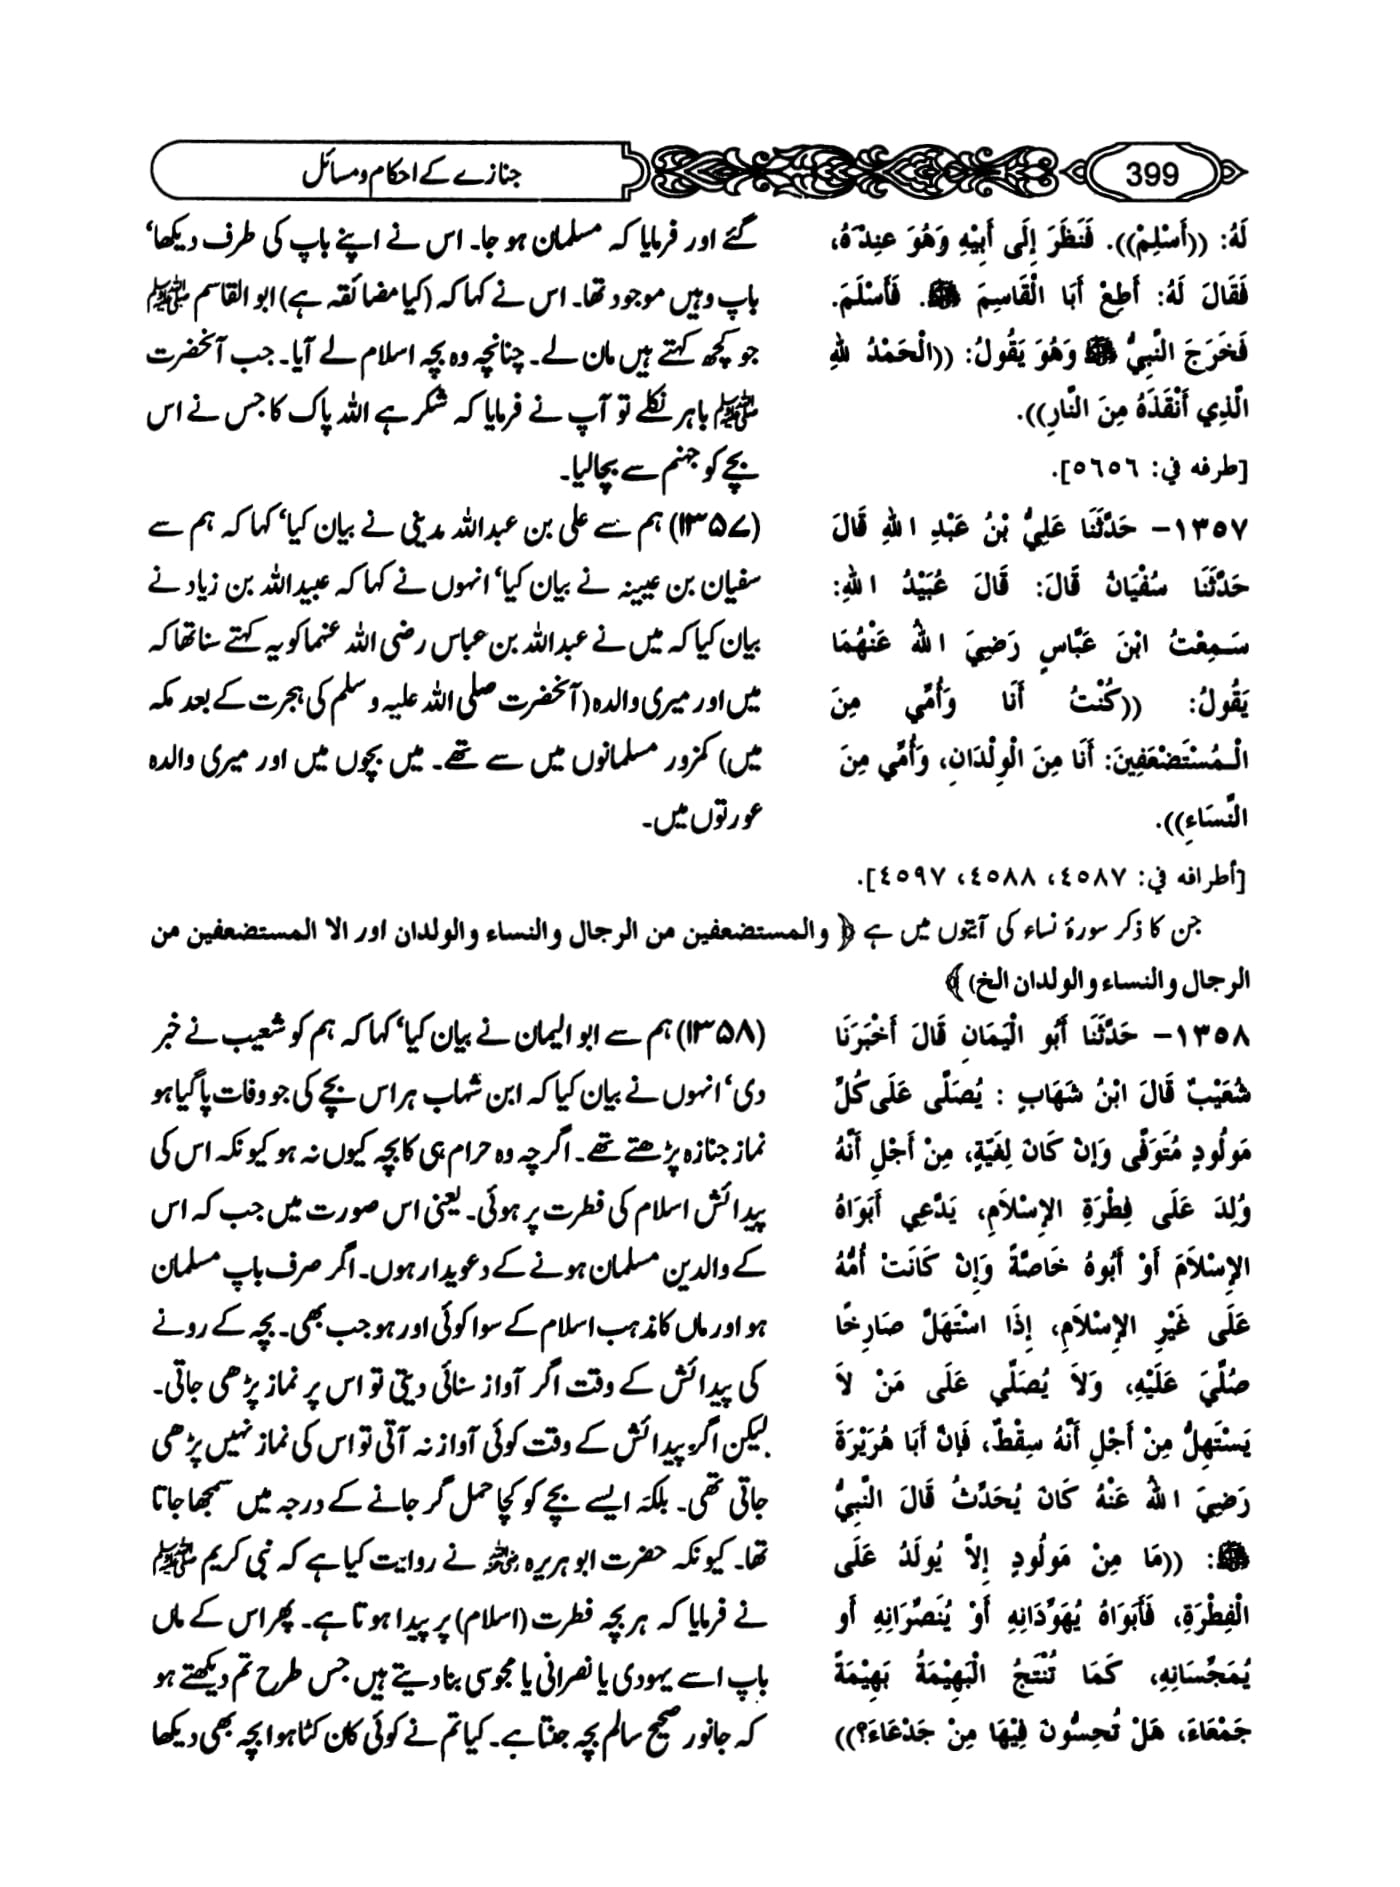 399
جنازے کے احکام و مسائل
لَهُ: ((أَسْلِمْ)). فَنَظَرَ إِلَى أَبِيْهِ وَهُوَ عِنْدَهُ،
فَقَالَ لَهُ: أَطِعْ أَبَا الْقَاسِمِ ﷺ. فَأَسْلَمَ.
فَخَرَجَ النَّبِيُّ ﷺ وَهُوَ يَقُولُ: ((الْحَمْدُ للهِ
الَّذِي أَنْقَذَهُ مِنَ النَّارِ)).
[طرفه في: ٥٦٥٦].
١٣٥٧- حَدَّثَنَا عَلِيُّ بْنُ عَبْدِ اللهِ قَالَ
حَدَّثَنَا سُفْيَانُ قَالَ: قَالَ عُبَيْدُ اللهِ:
سَمِعْتُ ابْنَ عَبَّاسٍ رَضِيَ اللهُ عَنْهُمَا
يَقُولُ: ((كُنْتُ أَنَا وَأُمِّي مِنَ
الْـمُسْتَضْعَفِينَ: أَنَا مِنَ الْوِلْدَانِ، وَأُمِّي مِنَ
النِّسَاءِ)).
[أطرافه في: ٤٥٨٧، ٤٥٨٨، ٤٥٩٧].
گئے اور فرمایا کہ مسلمان ہو جا۔ اس نے اپنے باپ کی طرف دیکھا‘
باپ وہیں موجود تھا۔ اس نے کہا کہ (کیا مضائقہ ہے) ابو القاسم ﷺ
جو کچھ کہتے ہیں مان لے۔ چنانچہ وہ بچہ اسلام لے آیا۔ جب آنحضرت
ﷺ باہر نکلے تو آپ نے فرمایا کہ شکر ہے اللہ پاک کا جس نے اس
بچے کو جہنم سے بچا لیا۔
(۱۳۵۷) ہم سے علی بن عبداللہ مدینی نے بیان کیا‘ کہا کہ ہم سے
سفیان بن عیینہ نے بیان کیا‘ انہوں نے کہا کہ عبیداللہ بن زیاد نے
بیان کیا کہ میں نے عبداللہ بن عباس رضی اللہ عنہما کو یہ کہتے سنا تھا کہ
میں اور میری والدہ (آنحضرت صلی اللہ علیہ و سلم کی ہجرت کے بعد مکہ
میں) کمزور مسلمانوں میں سے تھے۔ میں بچوں میں اور میری والدہ
عورتوں میں۔
جن کا ذکر سورۂ نساء کی آیتوں میں ہے ﴿ والمستضعفین من الرجال والنساء والولدان اور الا المستضعفین من
الرجال والنساء والولدان الخ) ﴾
١٣٥٨- حَدَّثَنَا أَبُو الْيَمَانِ قَالَ أَخْبَرَنَا
شُعَيْبٌ قَالَ ابْنُ شَهَابٍ : يُصَلَّى عَلَى كُلِّ
مَولُودٍ مُتَوَفًّى وَإِنْ كَانَ لِغَيَّةٍ، مِنْ أَجْلِ أَنَّهُ
وُلِدَ عَلَى فِطْرَةِ الإِسْلاَمِ، يَدَّعِي أَبَوَاهُ
الإِسْلاَمَ أَوْ أَبُوهُ خَاصَّةً وَإِنْ كَانَتْ أُمُّهُ
عَلَى غَيْرِ الإِسْلاَمِ، إِذَا اسْتَهَلَّ صَارِخًا
صُلِّيَ عَلَيْهِ، وَلاَ يُصَلَّى عَلَى مَنْ لاَ
يَسْتَهِلُّ مِنْ أَجْلِ أَنَّهُ سِقْطٌ، فَإِنَّ أَبَا هُرَيْرَةَ
رَضِيَ اللهُ عَنْهُ كَانَ يُحَدِّثُ قَالَ النَّبِيُّ
ﷺ: ((مَا مِنْ مَولُودٍ إِلاَّ يُولَدُ عَلَى
الْفِطْرَةِ، فَأَبَوَاهُ يُهَوِّدَانِهِ أَوْ يُنَصِّرَانِهِ أَو
يُمَجِّسَانِهِ، كَمَا تُنْتَجُ الْبَهِيْمَةُ بَهِيْمَةً
جَمْعَاءَ، هَلْ تُحِسُّونَ فِيْهَا مِنْ جَدْعَاءَ؟))
(۱۳۵۸) ہم سے ابو الیمان نے بیان کیا‘ کہا کہ ہم کو شعیب نے خبر
دی‘ انہوں نے بیان کیا کہ ابن شہاب ہر اس بچے کی جو وفات پا گیا ہو
نماز جنازہ پڑھتے تھے۔ اگرچہ وہ حرام ہی کا بچہ کیوں نہ ہو کیونکہ اس کی
پیدائش اسلام کی فطرت پر ہوئی۔ یعنی اس صورت میں جب کہ اس
کے والدین مسلمان ہونے کے دعویدار ہوں۔ اگر صرف باپ مسلمان
ہو اور ماں کا مذہب اسلام کے سوا کوئی اور ہو جب بھی۔ بچہ کے رونے
کی پیدائش کے وقت اگر آواز سنائی دیتی تو اس پر نماز پڑھی جاتی۔
لیکن اگر پیدائش کے وقت کوئی آواز نہ آتی تو اس کی نماز نہیں پڑھی
جاتی تھی۔ بلکہ ایسے بچے کو کچا حمل گر جانے کے درجہ میں سمجھا جاتا
تھا۔ کیونکہ حضرت ابو ہریرہ رضی اللہ عنہ نے روایت کیا ہے کہ نبی کریم ﷺ
نے فرمایا کہ ہر بچہ فطرت (اسلام) پر پیدا ہوتا ہے۔ پھر اس کے ماں
باپ اسے یہودی یا نصرانی یا مجوسی بنا دیتے ہیں جس طرح تم دیکھتے ہو
کہ جانور صحیح سالم بچہ جنتا ہے۔ کیا تم نے کوئی کان کٹا ہوا بچہ بھی دیکھا